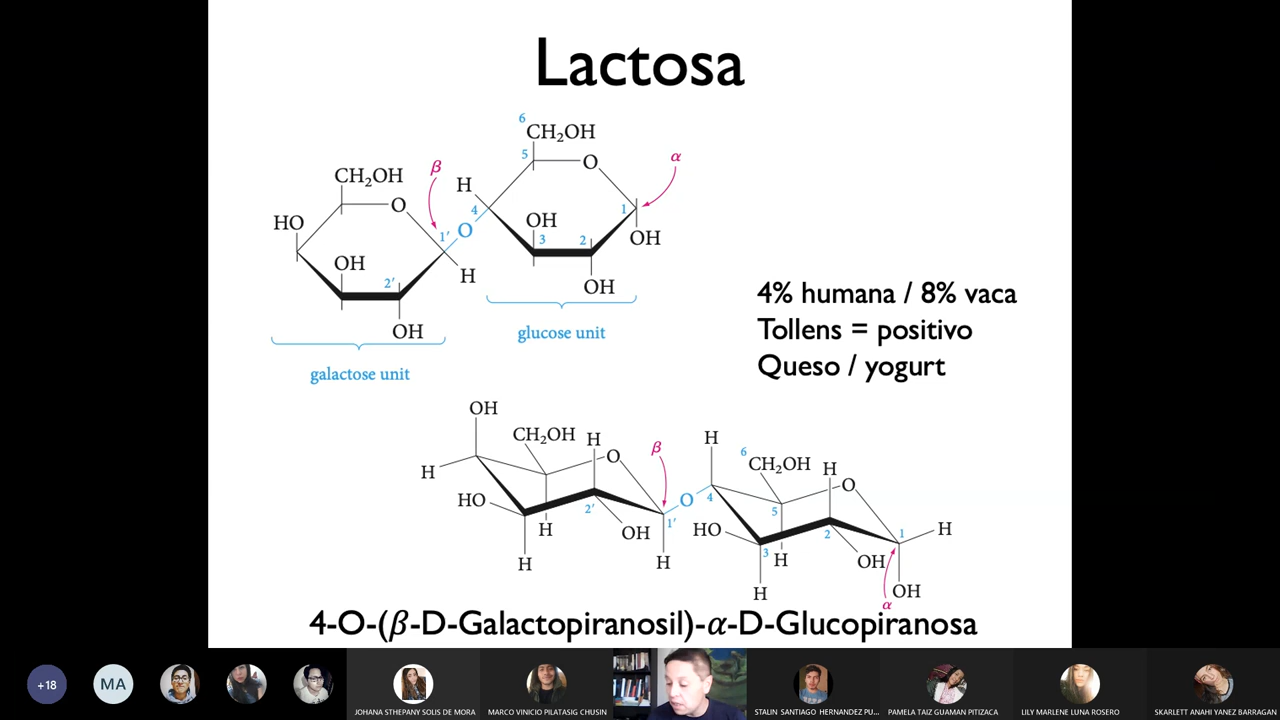 Lactosa
6
CH₂OH
5
O
α
β
CH₂OH
H
4
1
O
HO
O
OH
3
2
OH
1′
OH
H
2′
OH
OH
glucose unit
galactose unit
4% humana / 8% vaca
Tollens = positivo
Queso / yogurt
OH
CH₂OH
H
O
β
H
6
CH₂OH
H
O
H
HO
2′
OH
1′
O
4
5
HO
2
1
H
H
H
H
3
H
OH
H
α
OH
4-O-(β-D-Galactopiranosil)-α-D-Glucopiranosa
+18
MA
JOHANA STHEPANY SOLIS DE MORA
MARCO VINICIO PILATASIG CHUSIN
STALIN SANTIAGO HERNANDEZ PU...
PAMELA TAIZ GUAMAN PITIZACA
LILY MARLENE LUNA ROSERO
SKARLETT ANAHI YANEZ BARRAGAN